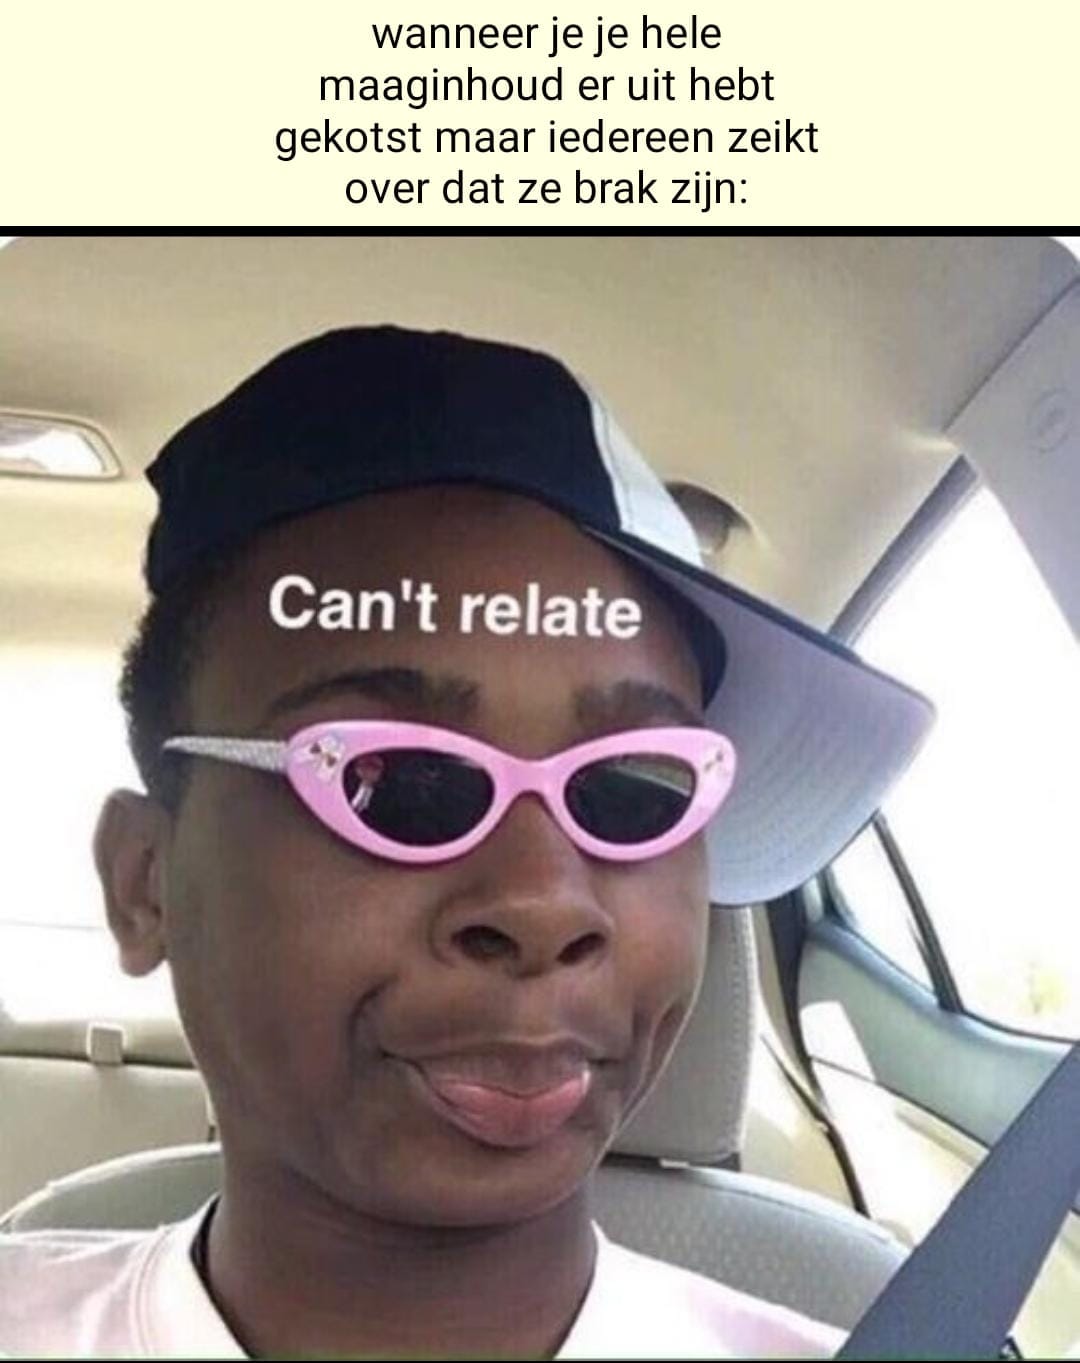 wanneer je je hele
maaginhoud er uit hebt
gekotst maar iedereen zeikt
over dat ze brak zijn:
Can't relate